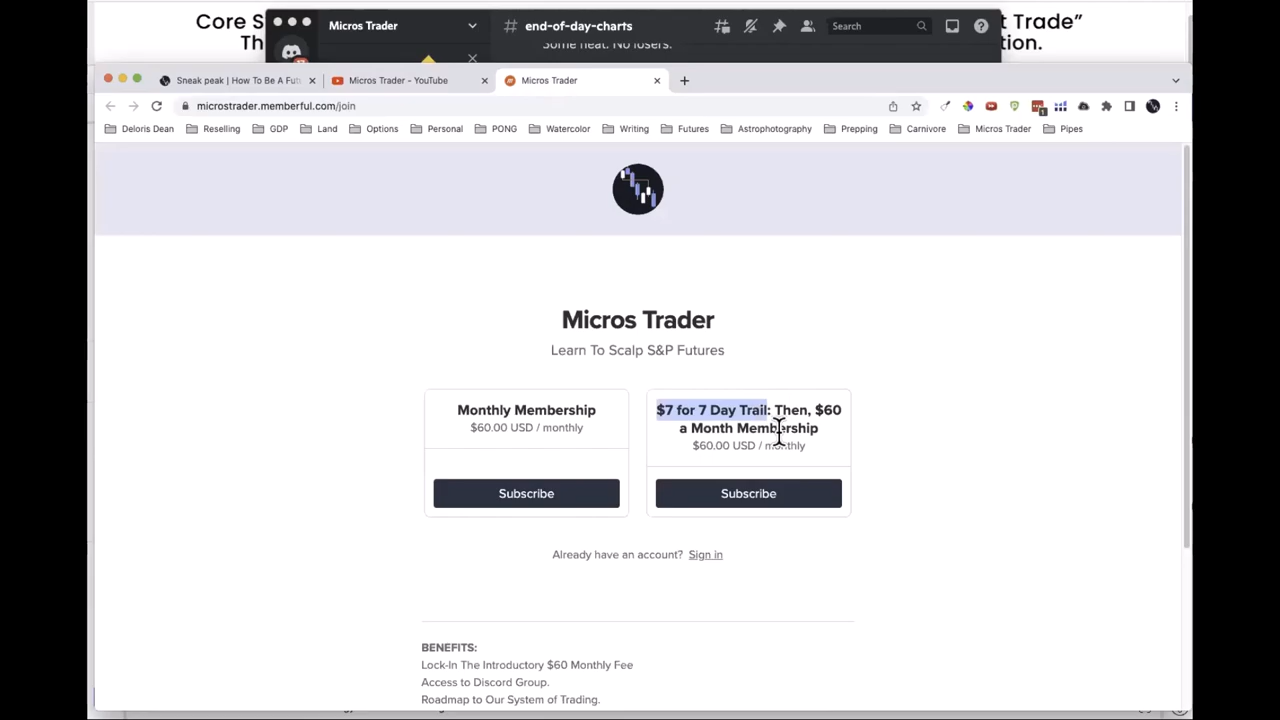 Core S
t Trade"
Th
ion.
Micros Trader
# end-of-day-charts
Search
Some heat. No losers.
Sneak peak | How To Be A Fut
Micros Trader - YouTube
Micros Trader
microstrader.memberful.com/join
Deloris Dean
Reselling
GDP
Land
Options
Personal
PONG
Watercolor
Writing
Futures
Astrophotography
Prepping
Carnivore
Micros Trader
Pipes
Micros Trader
Learn To Scalp S&P Futures
Monthly Membership
$60.00 USD / monthly
Subscribe
$7 for 7 Day Trail: Then, $60
a Month Membership
$60.00 USD / monthly
Subscribe
Already have an account? Sign in
BENEFITS:
Lock-In The Introductory $60 Monthly Fee
Access to Discord Group.
Roadmap to Our System of Trading.